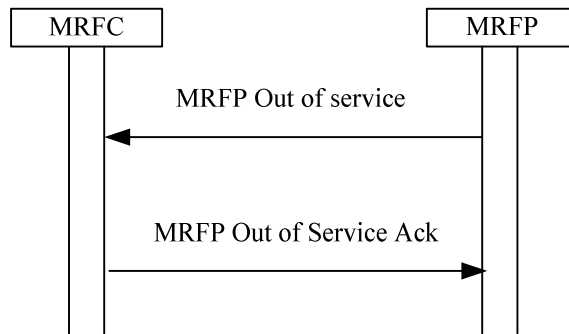 MRFC
MRFP
MRFP Out of service
MRFP Out of Service Ack